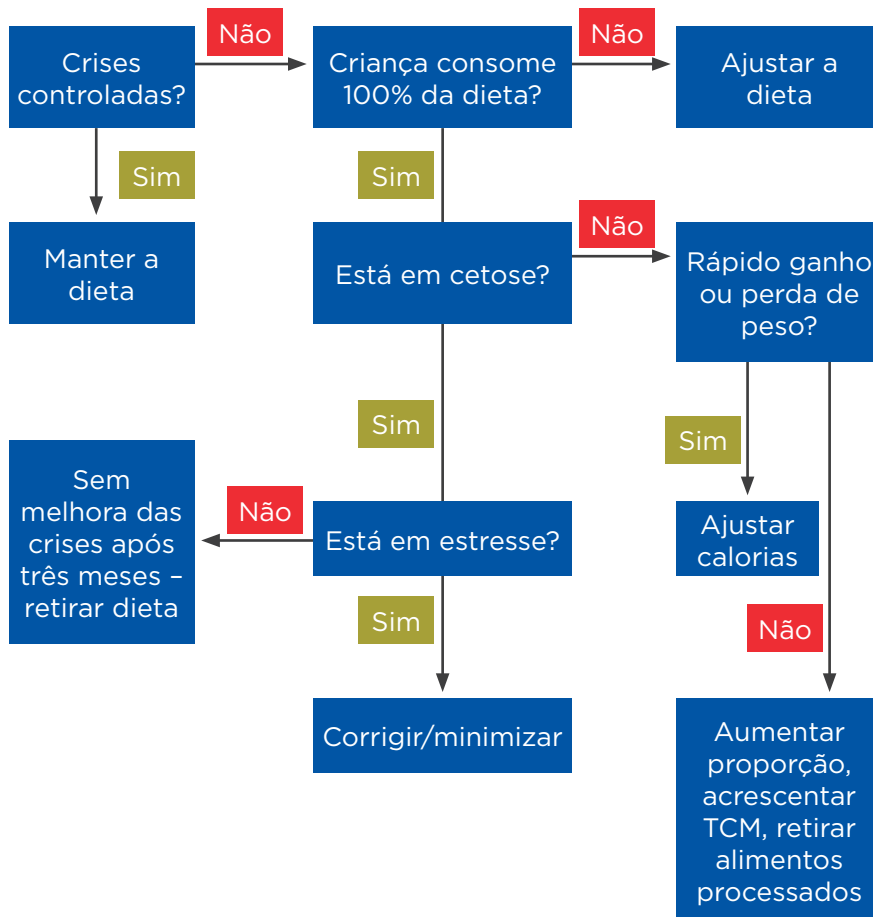 Crises
controladas?
Não
Criança consome
100% da dieta?
Não
Ajustar a
dieta
Sim
Manter a
dieta
Sim
Está em cetose?
Não
Rápido ganho
ou perda de
peso?
Sim
Sim
Ajustar
calorias
Sem
melhora das
crises após
três meses –
retirar dieta
Não
Está em estresse?
Sim
Não
Corrigir/minimizar
Aumentar
proporção,
acrescentar
TCM, retirar
alimentos
processados